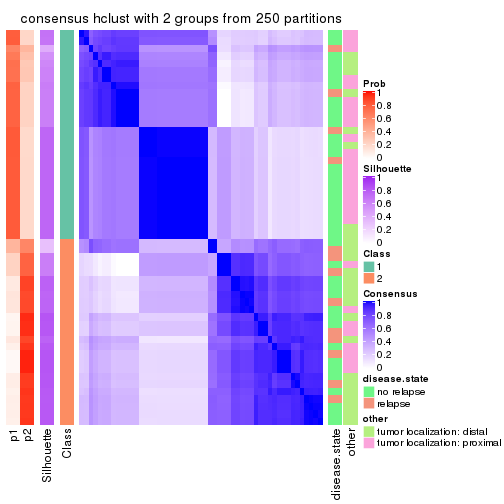 consensus hclust with 2 groups from 250 partitions
Prob
1
0.8
0.6
0.4
0.2
0
Silhouette
1
0.8
0.6
0.4
0.2
0
Class
1
2
Consensus
1
0.8
0.6
0.4
0.2
0
disease.state
no relapse
relapse
other
tumor localization: distal
tumor localization: proximal
p1
p2
Silhouette
Class
disease.state
other